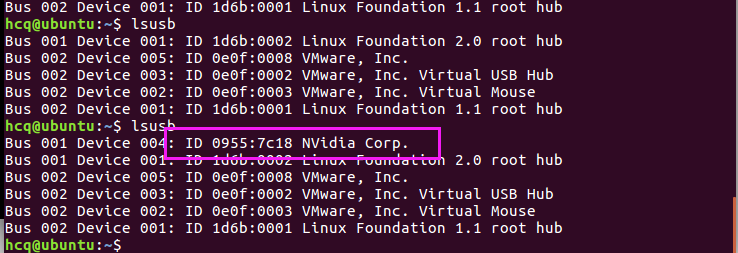 Bus 002 Device 001: ID 1d6b:0001 Linux Foundation 1.1 root hub
hcq@ubuntu:~$ lsusb
Bus 001 Device 001: ID 1d6b:0002 Linux Foundation 2.0 root hub
Bus 002 Device 005: ID 0e0f:0008 VMware, Inc.
Bus 002 Device 003: ID 0e0f:0002 VMware, Inc. Virtual USB Hub
Bus 002 Device 002: ID 0e0f:0003 VMware, Inc. Virtual Mouse
Bus 002 Device 001: ID 1d6b:0001 Linux Foundation 1.1 root hub
hcq@ubuntu:~$ lsusb
Bus 001 Device 004: ID 0955:7c18 NVidia Corp.
Bus 001 Device 001: ID 1d6b:0002 Linux Foundation 2.0 root hub
Bus 002 Device 005: ID 0e0f:0008 VMware, Inc.
Bus 002 Device 003: ID 0e0f:0002 VMware, Inc. Virtual USB Hub
Bus 002 Device 002: ID 0e0f:0003 VMware, Inc. Virtual Mouse
Bus 002 Device 001: ID 1d6b:0001 Linux Foundation 1.1 root hub
hcq@ubuntu:~$